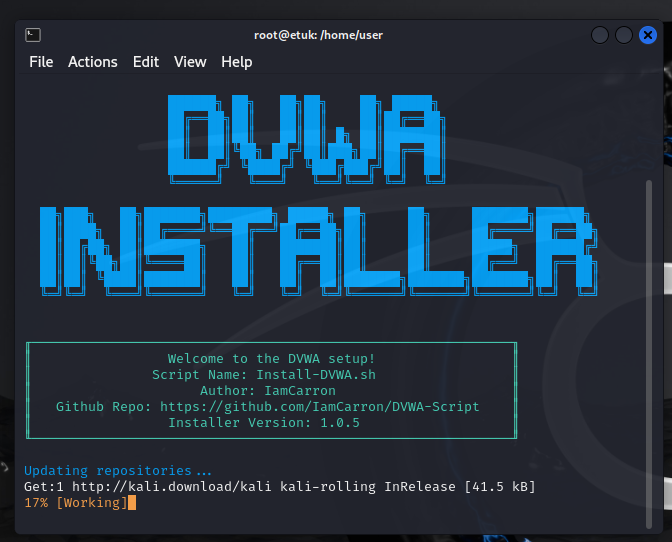 root@etuk: /home/user
File Actions Edit View Help
DVWA
INSTALLER
Welcome to the DVWA setup!
Script Name: Install-DVWA.sh
Author: IamCarron
Github Repo: https://github.com/IamCarron/DVWA-Script
Installer Version: 1.0.5
Updating repositories...
Get:1 http://kali.download/kali kali-rolling InRelease [41.5 kB]
17% [Working]